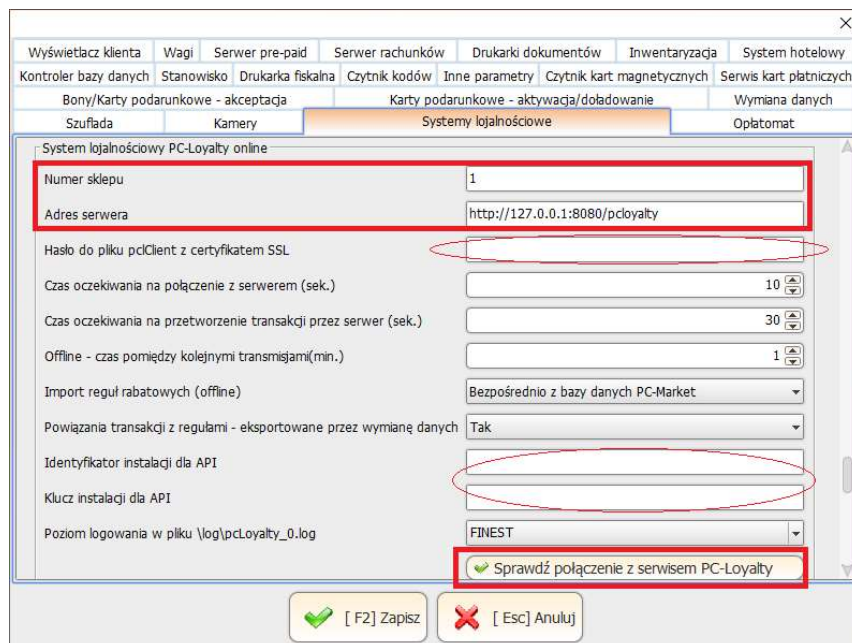 Wyświetlacz klienta Wagi Serwer pre-paid Serwer rachunków Drukarki dokumentów Inwentaryzacja System hotelowy
Kontroler bazy danych Stanowisko Drukarka fiskalna Czytnik kodów Inne parametry Czytnik kart magnetycznych Serwis kart płatniczych
Bony/Karty podarunkowe - akceptacja Karty podarunkowe - aktywacja/doładowanie Wymiana danych
Szuflada Kamery Systemy lojalnościowe Opłatomat
System lojalnościowy PC-Loyalty online
Numer sklepu 1
Adres serwera http://127.0.0.1:8080/pcloyalty
Hasło do pliku pclClient z certyfikatem SSL
Czas oczekiwania na połączenie z serwerem (sek.) 10
Czas oczekiwania na przetworzenie transakcji przez serwer (sek.) 30
Offline - czas pomiędzy kolejnymi transmisjami(min.) 1
Import reguł rabatowych (offline) Bezpośrednio z bazy danych PC-Market
Powiązania transakcji z regułami - eksportowane przez wymianę danych Tak
Identyfikator instalacji dla API
Klucz instalacji dla API
Poziom logowania w pliku \log\pcLoyalty_0.log FINEST
Sprawdź połączenie z serwisem PC-Loyalty
[ F2] Zapisz [ Esc] Anuluj